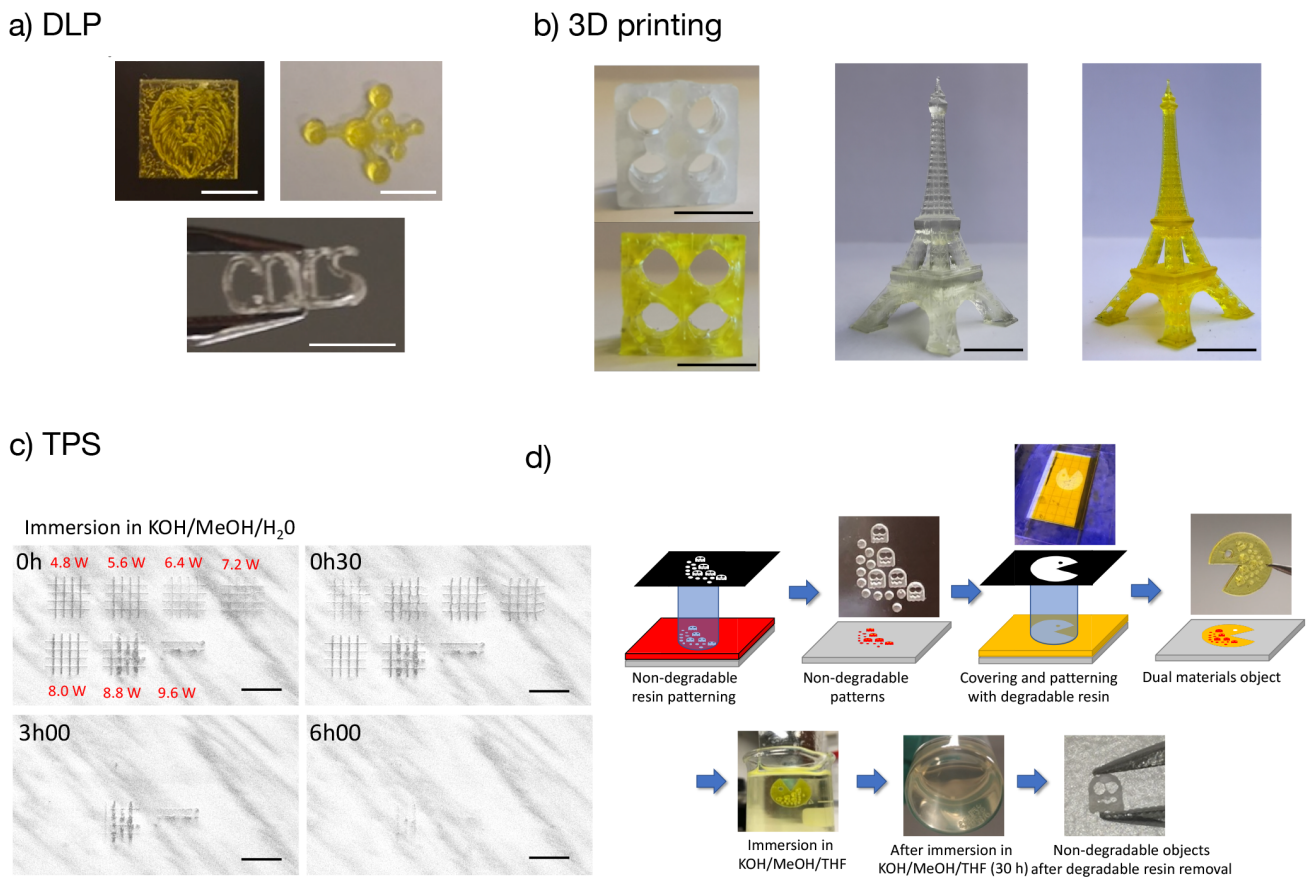 a) DLP
b) 3D printing
CNRS
c) TPS
d)
Immersion in KOH/MeOH/H20
0h
4.8 W
5.6 W
6.4 W
7.2 W
0h30
8.0 W
8.8 W
9.6 W
3h00
6h00
Non-degradable
resin patterning
Non-degradable
patterns
Covering and patterning
with degradable resin
Dual materials object
Immersion in
KOH/MeOH/THF
After immersion in
KOH/MeOH/THF (30 h)
Non-degradable objects
after degradable resin removal